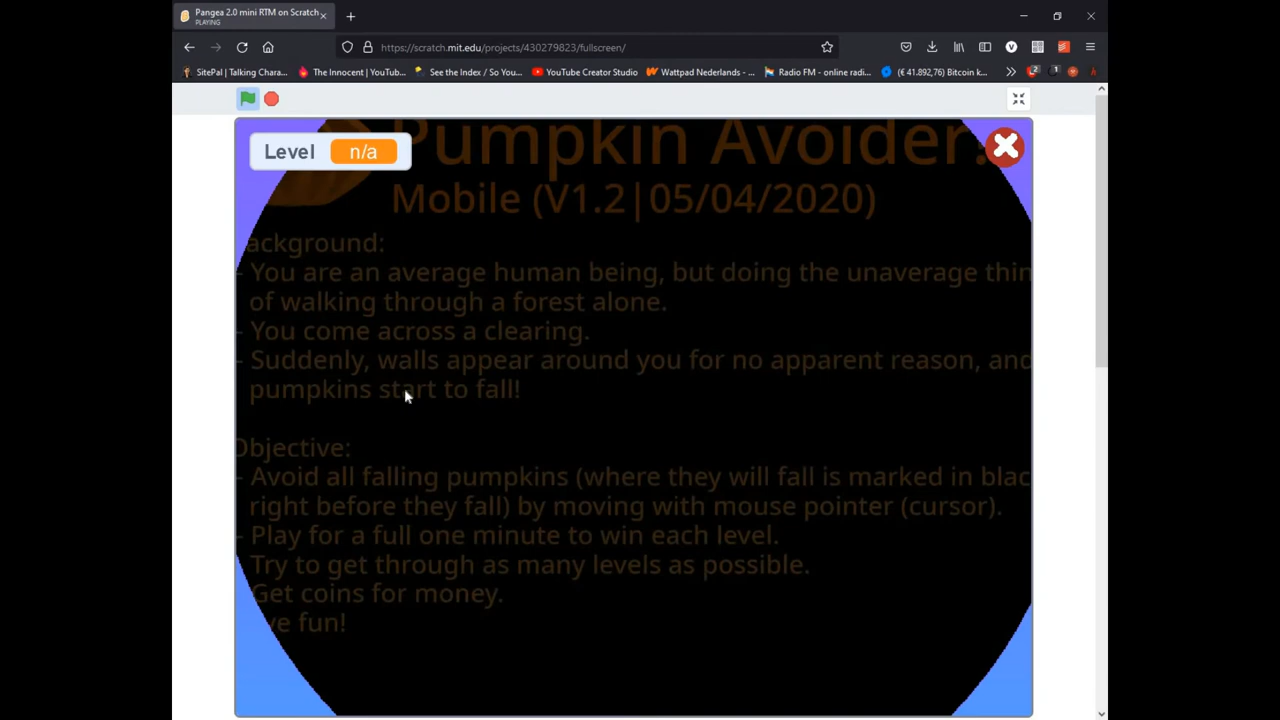 Pangea 2.0 mini RTM on Scratch
PLAYING
https://scratch.mit.edu/projects/430279823/fullscreen/
SitePal | Talking Chara...
The Innocent | YouTub...
See the Index / So You...
YouTube Creator Studio
Wattpad Nederlands - ...
Radio FM - online radi...
(€ 41.892,76) Bitcoin k...
2
1
Level n/a
Pumpkin Avoider:
Mobile (V1.2|05/04/2020)
ackground:
- You are an average human being, but doing the unaverage thin
of walking through a forest alone.
- You come across a clearing.
- Suddenly, walls appear around you for no apparent reason, and
pumpkins start to fall!
Objective:
- Avoid all falling pumpkins (where they will fall is marked in blac
right before they fall) by moving with mouse pointer (cursor).
- Play for a full one minute to win each level.
Try to get through as many levels as possible.
Get coins for money.
ve fun!